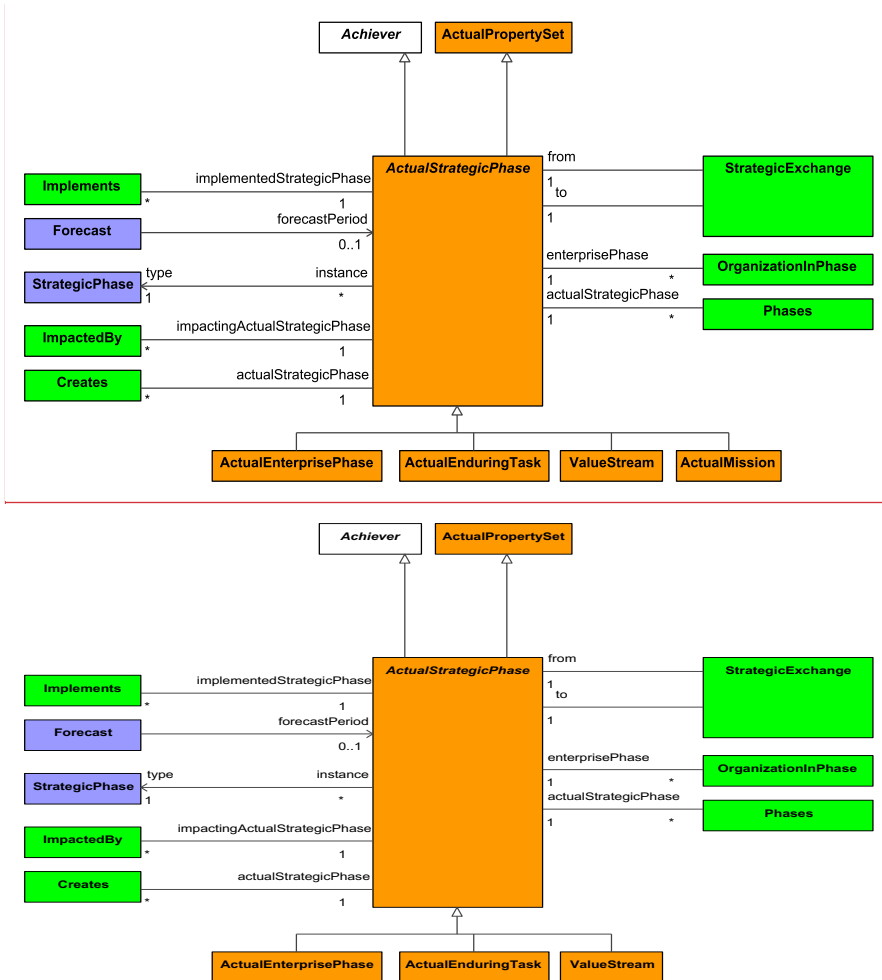 Achiever
ActualPropertySet
ActualStrategicPhase
from
StrategicExchange
1
to
1
Implements
implementedStrategicPhase
*
1
Forecast
forecastPeriod
0..1
StrategicPhase
type
instance
1
*
enterprisePhase
OrganizationInPhase
1
*
actualStrategicPhase
Phases
1
*
ImpactedBy
impactingActualStrategicPhase
*
1
Creates
actualStrategicPhase
*
1
ActualEnterprisePhase
ActualEnduringTask
ValueStream
ActualMission
Achiever
ActualPropertySet
ActualStrategicPhase
from
StrategicExchange
1
to
1
Implements
implementedStrategicPhase
*
1
Forecast
forecastPeriod
0..1
StrategicPhase
type
instance
1
*
enterprisePhase
OrganizationInPhase
1
*
actualStrategicPhase
Phases
1
*
ImpactedBy
impactingActualStrategicPhase
*
1
Creates
actualStrategicPhase
*
1
ActualEnterprisePhase
ActualEnduringTask
ValueStream